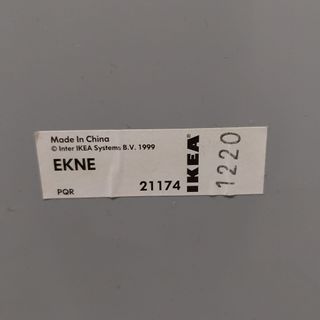 Made In China
© Inter IKEA Systems B.V. 1999
EKNE
PQR 21174
IKEA
1220